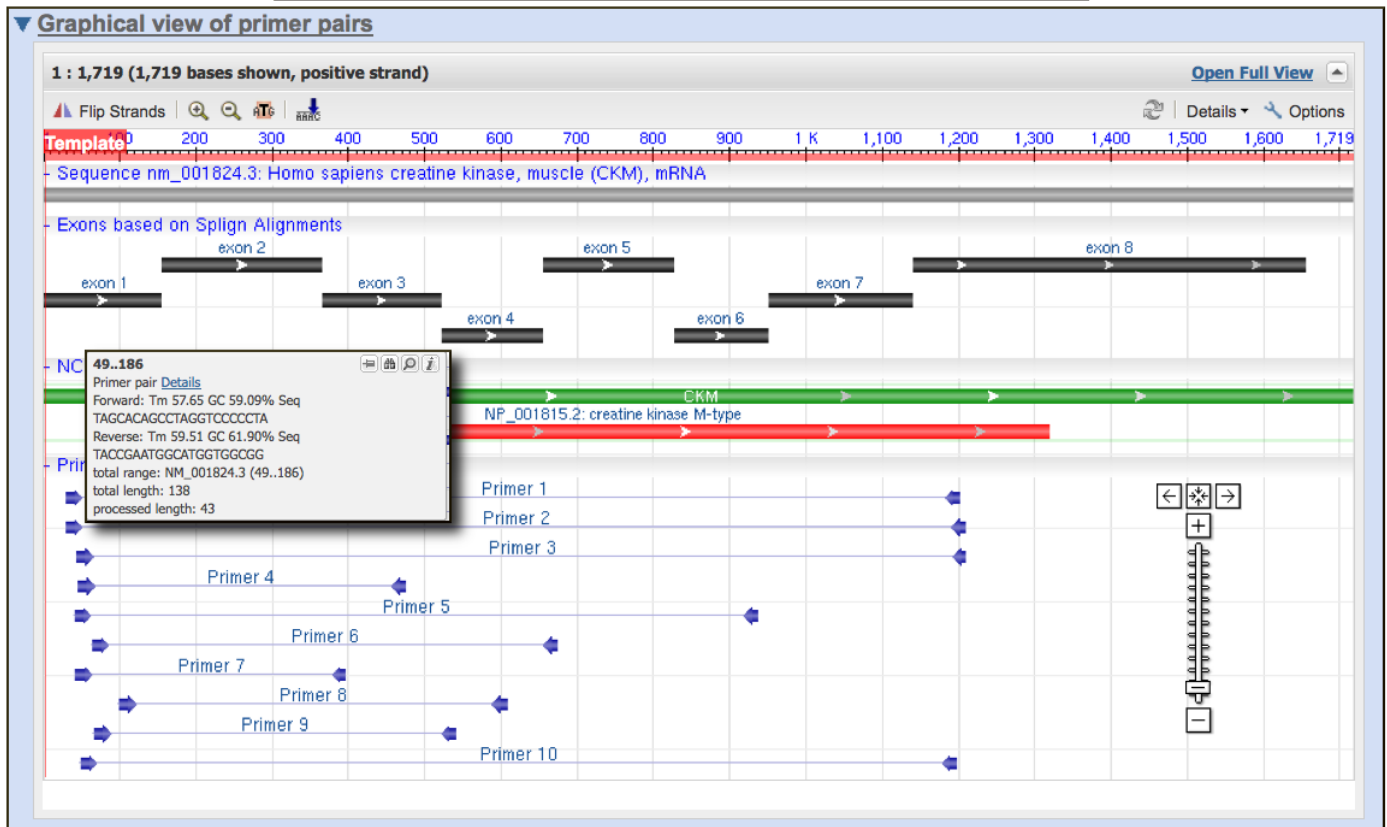 Graphical view of primer pairs
1 : 1,719 (1,719 bases shown, positive strand)
Open Full View
Flip Strands
ATG
Details
Options
Template
200 300 400 500 600 700 800 900 1 K 1,100 1,200 1,300 1,400 1,500 1,600 1,719
- Sequence nm_001824.3: Homo sapiens creatine kinase, muscle (CKM), mRNA
- Exons based on Splign Alignments
exon 2 exon 5 exon 8
exon 1 exon 3 exon 7
exon 4 exon 6
- NC
49..186
Primer pair Details
Forward: Tm 57.65 GC 59.09% Seq
TAGCACAGCCTAGGTCCCCCTA
Reverse: Tm 59.51 GC 61.90% Seq
TACCGAATGGCATGGTGGCGG
total range: NM_001824.3 (49..186)
total length: 138
processed length: 43
CKM
NP_001815.2: creatine kinase M-type
- Prir
Primer 1
Primer 2
Primer 3
Primer 4
Primer 5
Primer 6
Primer 7
Primer 8
Primer 9
Primer 10